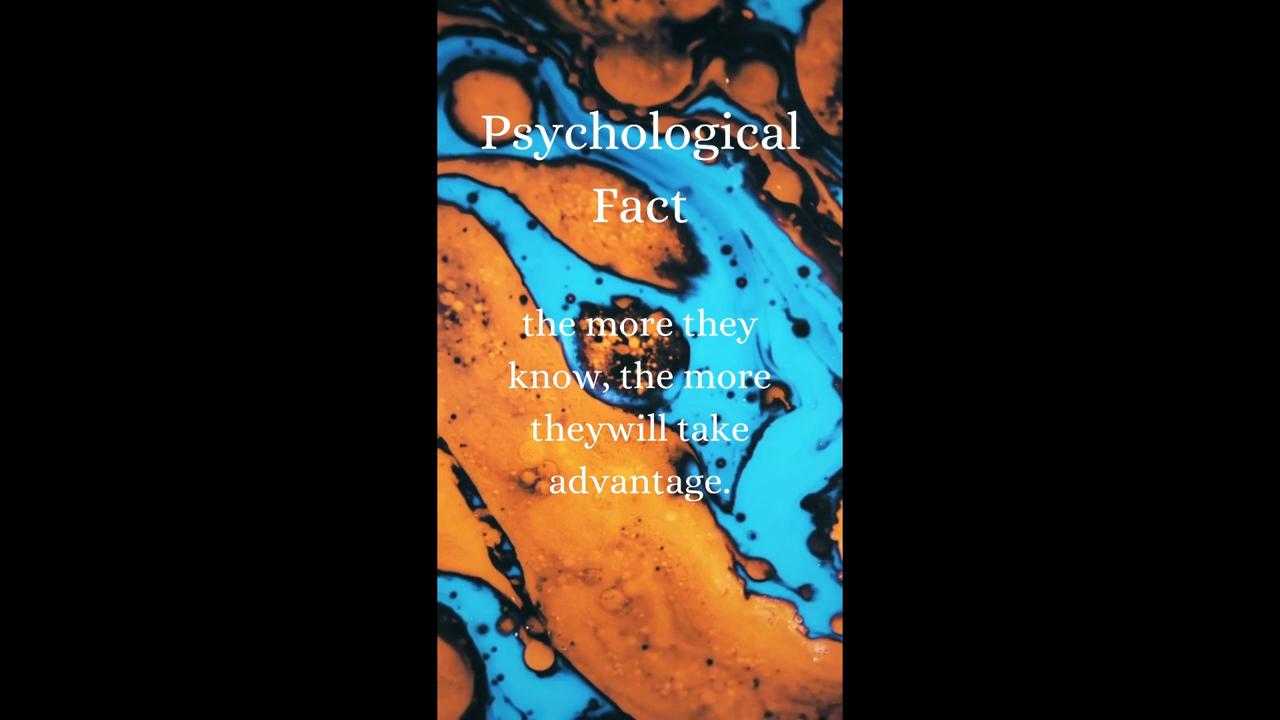 Psychological
Fact
the more they
know, the more
theywill take
advantage.